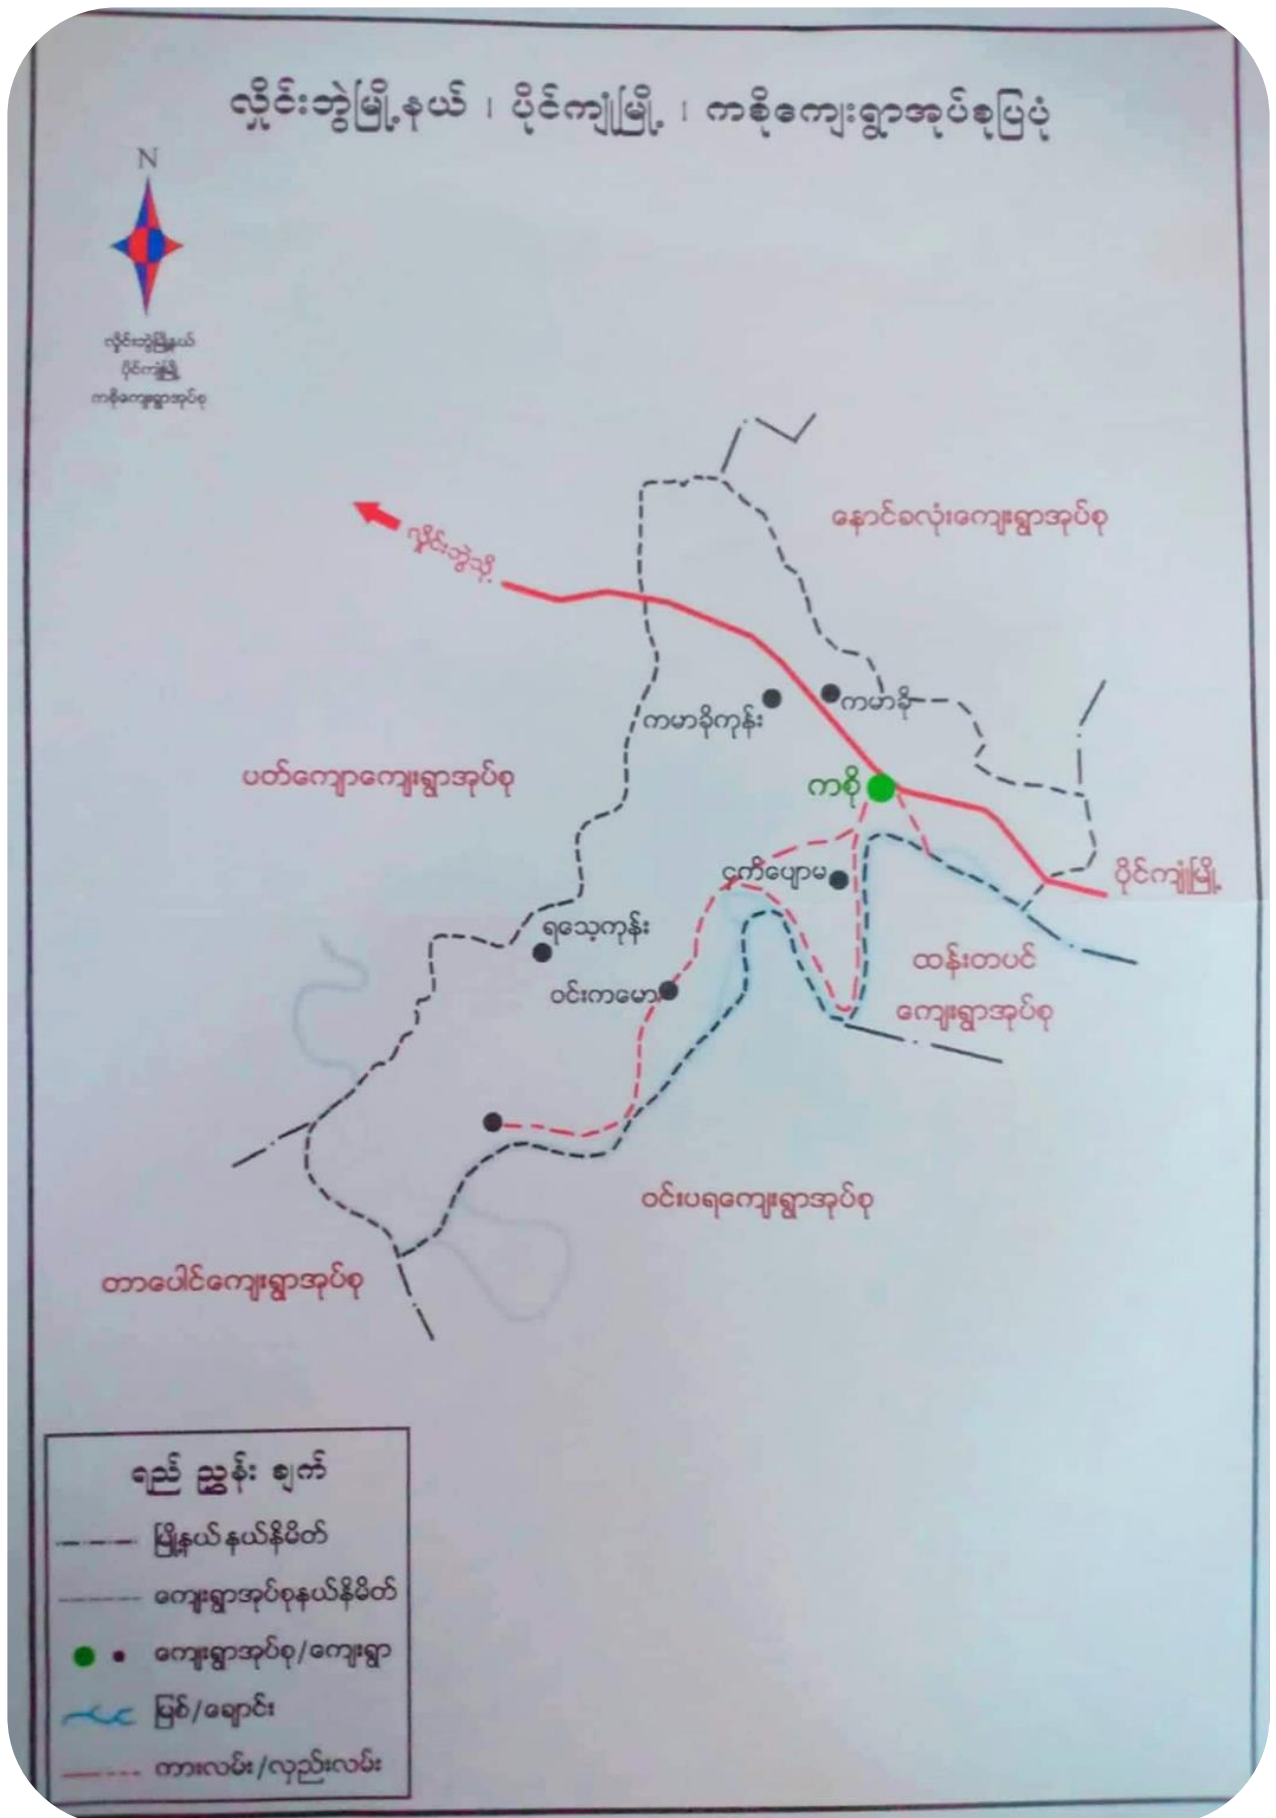 လှိုင်းဘွဲ့မြို့နယ် ၊ ပိုင်ကျုံမြို့ ၊ ကစိုကျေးရွာအုပ်စုပြပုံ
N
လှိုင်းဘွဲ့မြို့နယ်
ပိုင်ကျုံမြို့
ကစိုကျေးရွာအုပ်စု
နောင်ခလုံးကျေးရွာအုပ်စု
လှိုင်းဘွဲ့သို့
ကမာခိုကုန်း
ကမာခို
ပတ်ကျောကျေးရွာအုပ်စု
ကစို
ငှက်ပျောမ
ပိုင်ကျုံမြို့
ရသေ့ကုန်း
ဝင်းကမော
ထန်းတပင်
ကျေးရွာအုပ်စု
ဝင်းပရကျေးရွာအုပ်စု
တာပေါင်ကျေးရွာအုပ်စု
ရည် ညွှန်း ချက်
မြို့နယ်နယ်နိမိတ်
ကျေးရွာအုပ်စုနယ်နိမိတ်
ကျေးရွာအုပ်စု/ကျေးရွာ
မြစ်/ချောင်း
ကားလမ်း/လှည်းလမ်း